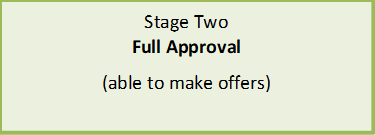 Stage Two
Full Approval
(able to make offers)